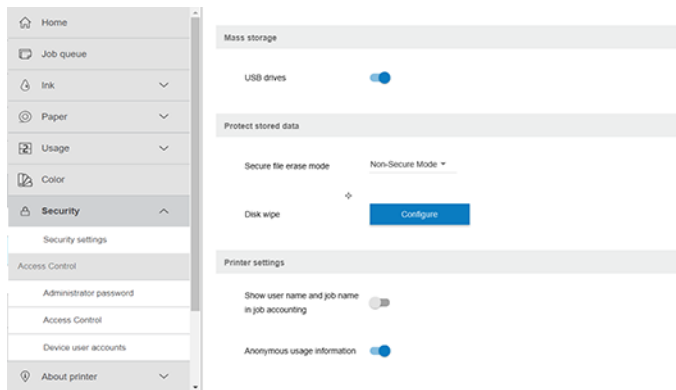 Home
Job queue
Ink
Paper
Usage
Color
Security
Security settings
Access Control
Administrator password
Access Control
Device user accounts
About printer
Mass storage
USB drives
Protect stored data
Secure file erase mode
Non-Secure Mode
Disk wipe
Configure
Printer settings
Show user name and job name
in job accounting
Anonymous usage information